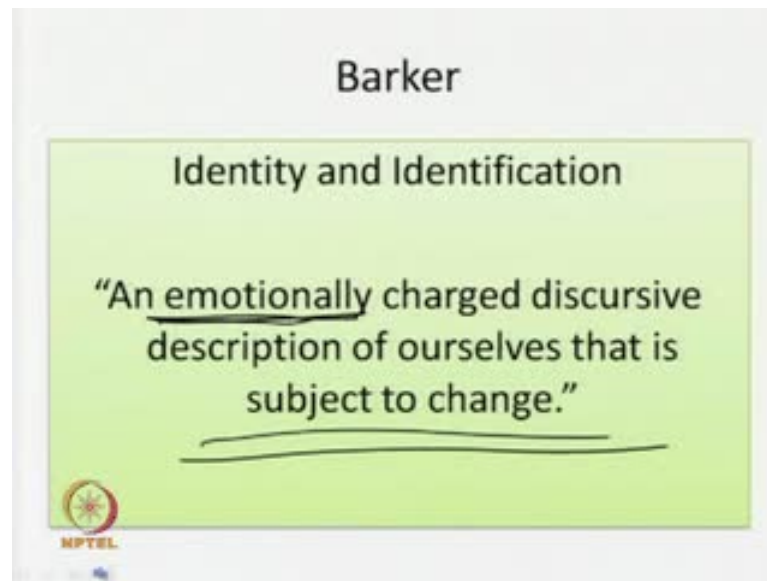 Barker
Identity and Identification
“An emotionally charged discursive
description of ourselves that is
subject to change.”
NPTEL